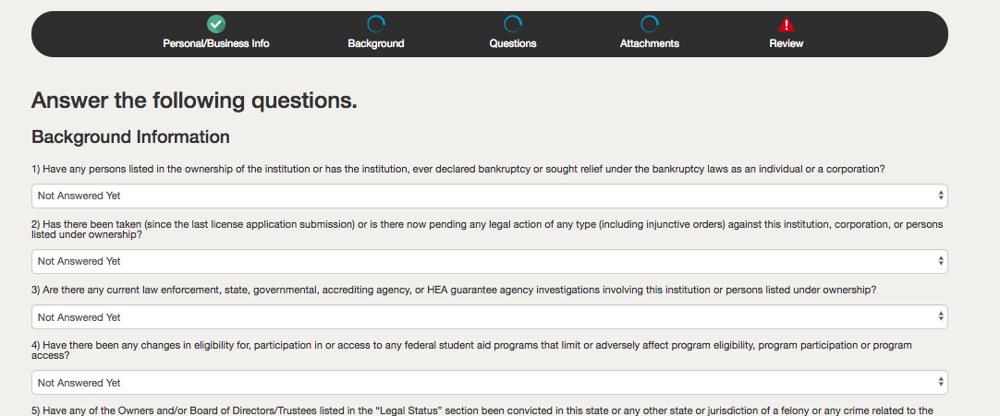 Personal/Business Info Background Questions Attachments Review
Answer the following questions.
Background Information
1) Have any persons listed in the ownership of the institution or has the institution, ever declared bankruptcy or sought relief under the bankruptcy laws as an individual or a corporation?
Not Answered Yet
2) Has there been taken (since the last license application submission) or is there now pending any legal action of any type (including injunctive orders) against this institution, corporation, or persons
listed under ownership?
Not Answered Yet
3) Are there any current law enforcement, state, governmental, accrediting agency, or HEA guarantee agency investigations involving this institution or persons listed under ownership?
Not Answered Yet
4) Have there been any changes in eligibility for, participation in or access to any federal student aid programs that limit or adversely affect program eligibility, program participation or program
access?
Not Answered Yet
5) Have any of the Owners and/or Board of Directors/Trustees listed in the "Legal Status" section been convicted in this state or any other state or jurisdiction of a felony or any crime related to the